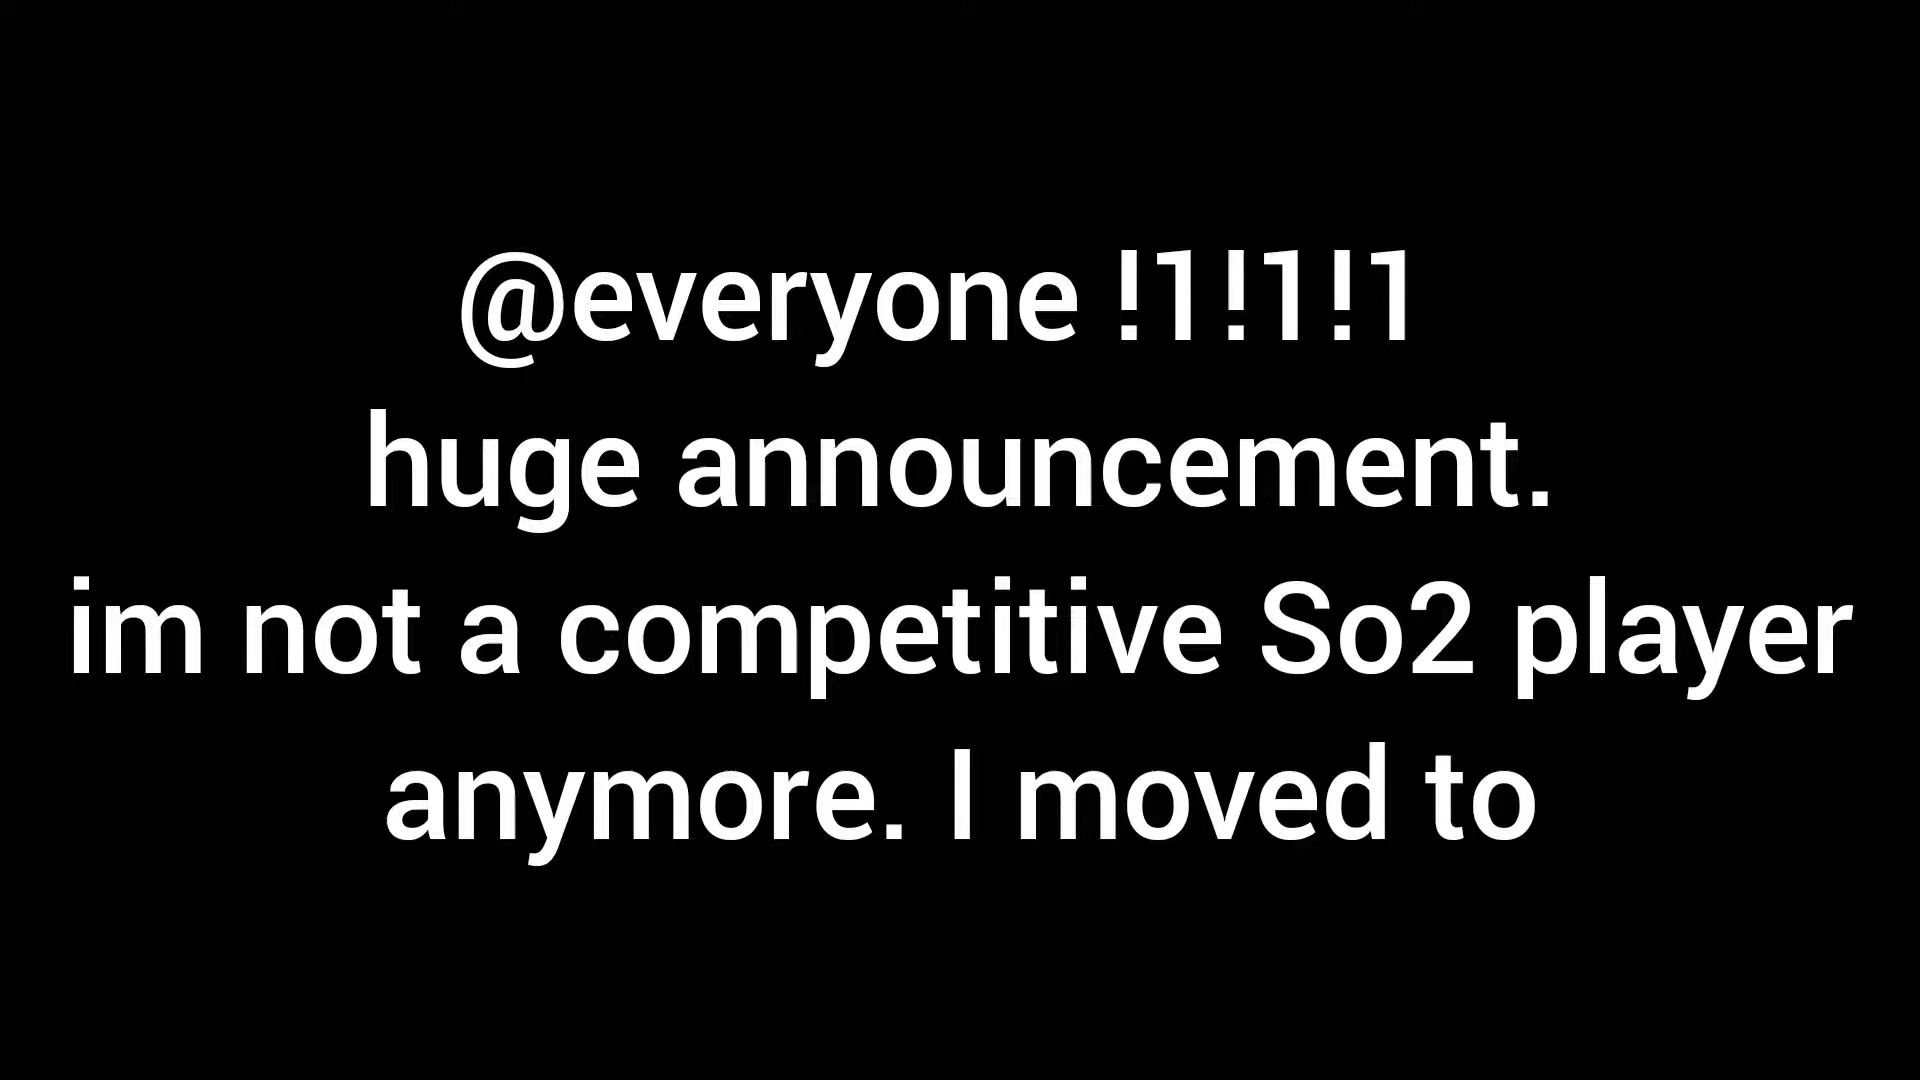 @everyone !1!1!1
huge announcement.
im not a competitive So2 player
anymore. I moved to